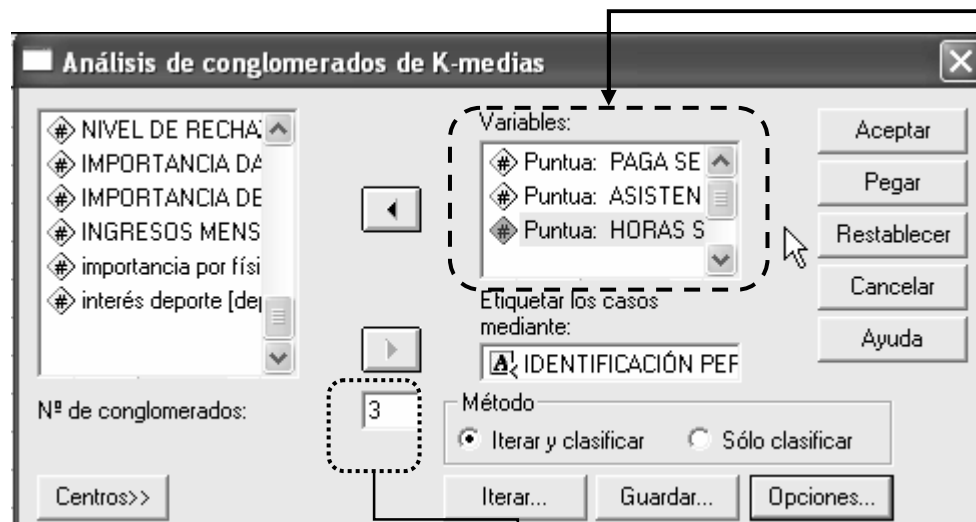 Análisis de conglomerados de K-medias
NIVEL DE RECHA
IMPORTANCIA DA
IMPORTANCIA DE
INGRESOS MENS
importancia por físi
interés deporte [dep
Variables:
Puntua: PAGA SE
Puntua: ASISTEN
Puntua: HORAS S
Etiquetar los casos
mediante:
IDENTIFICACIÓN PER
Aceptar
Pegar
Restablecer
Cancelar
Ayuda
Nº de conglomerados:
3
Método
Iterar y clasificar
Sólo clasificar
Centros>>
Iterar...
Guardar...
Opciones...